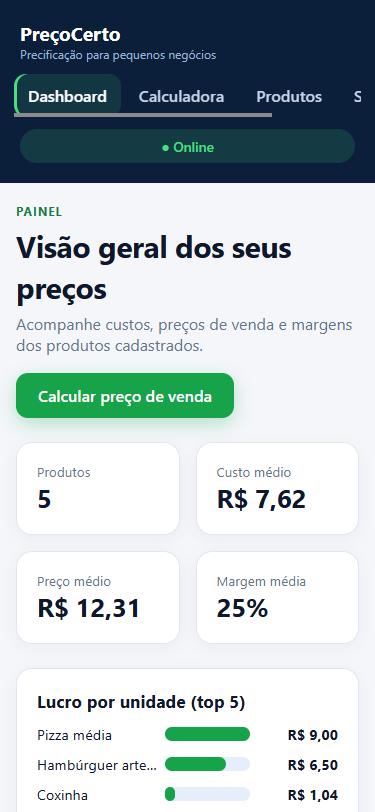 PreçoCerto
Precificação para pequenos negócios
Dashboard Calculadora Produtos S
● Online
PAINEL
Visão geral dos seus
preços
Acompanhe custos, preços de venda e margens
dos produtos cadastrados.
Calcular preço de venda
Produtos
5
Custo médio
R$ 7,62
Preço médio
R$ 12,31
Margem média
25%
Lucro por unidade (top 5)
Pizza média R$ 9,00
Hambúrguer arte... R$ 6,50
Coxinha R$ 1,04